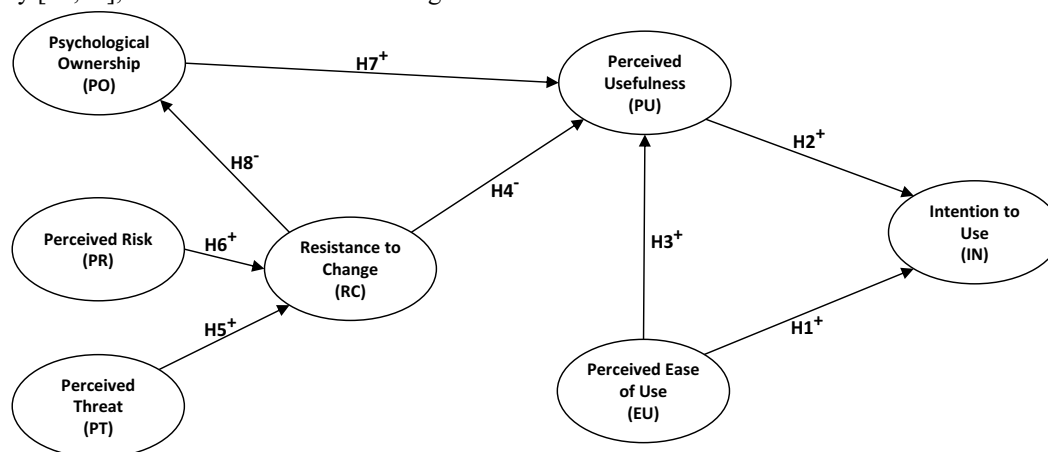 Psychological
Ownership
(PO)
H7+
Perceived
Usefulness
(PU)
H2+
H8-
H4-
Perceived Risk
(PR)
H6+
Resistance to
Change
(RC)
H3+
Intention to
Use
(IN)
H5+
H1+
Perceived
Threat
(PT)
Perceived Ease
of Use
(EU)